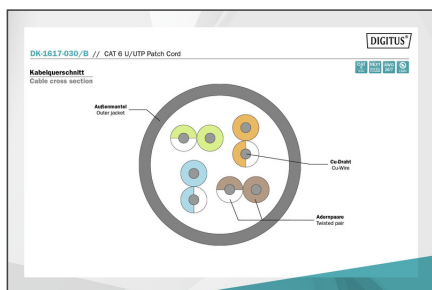 DIGITUS®
DK-1617-030/B // CAT 6 U/UTP Patch Cord
Kabelquerschnitt
Cable cross section
Außenmantel
Outer jacket
Cu-Draht
Cu-Wire
Adernpaare
Twisted pair